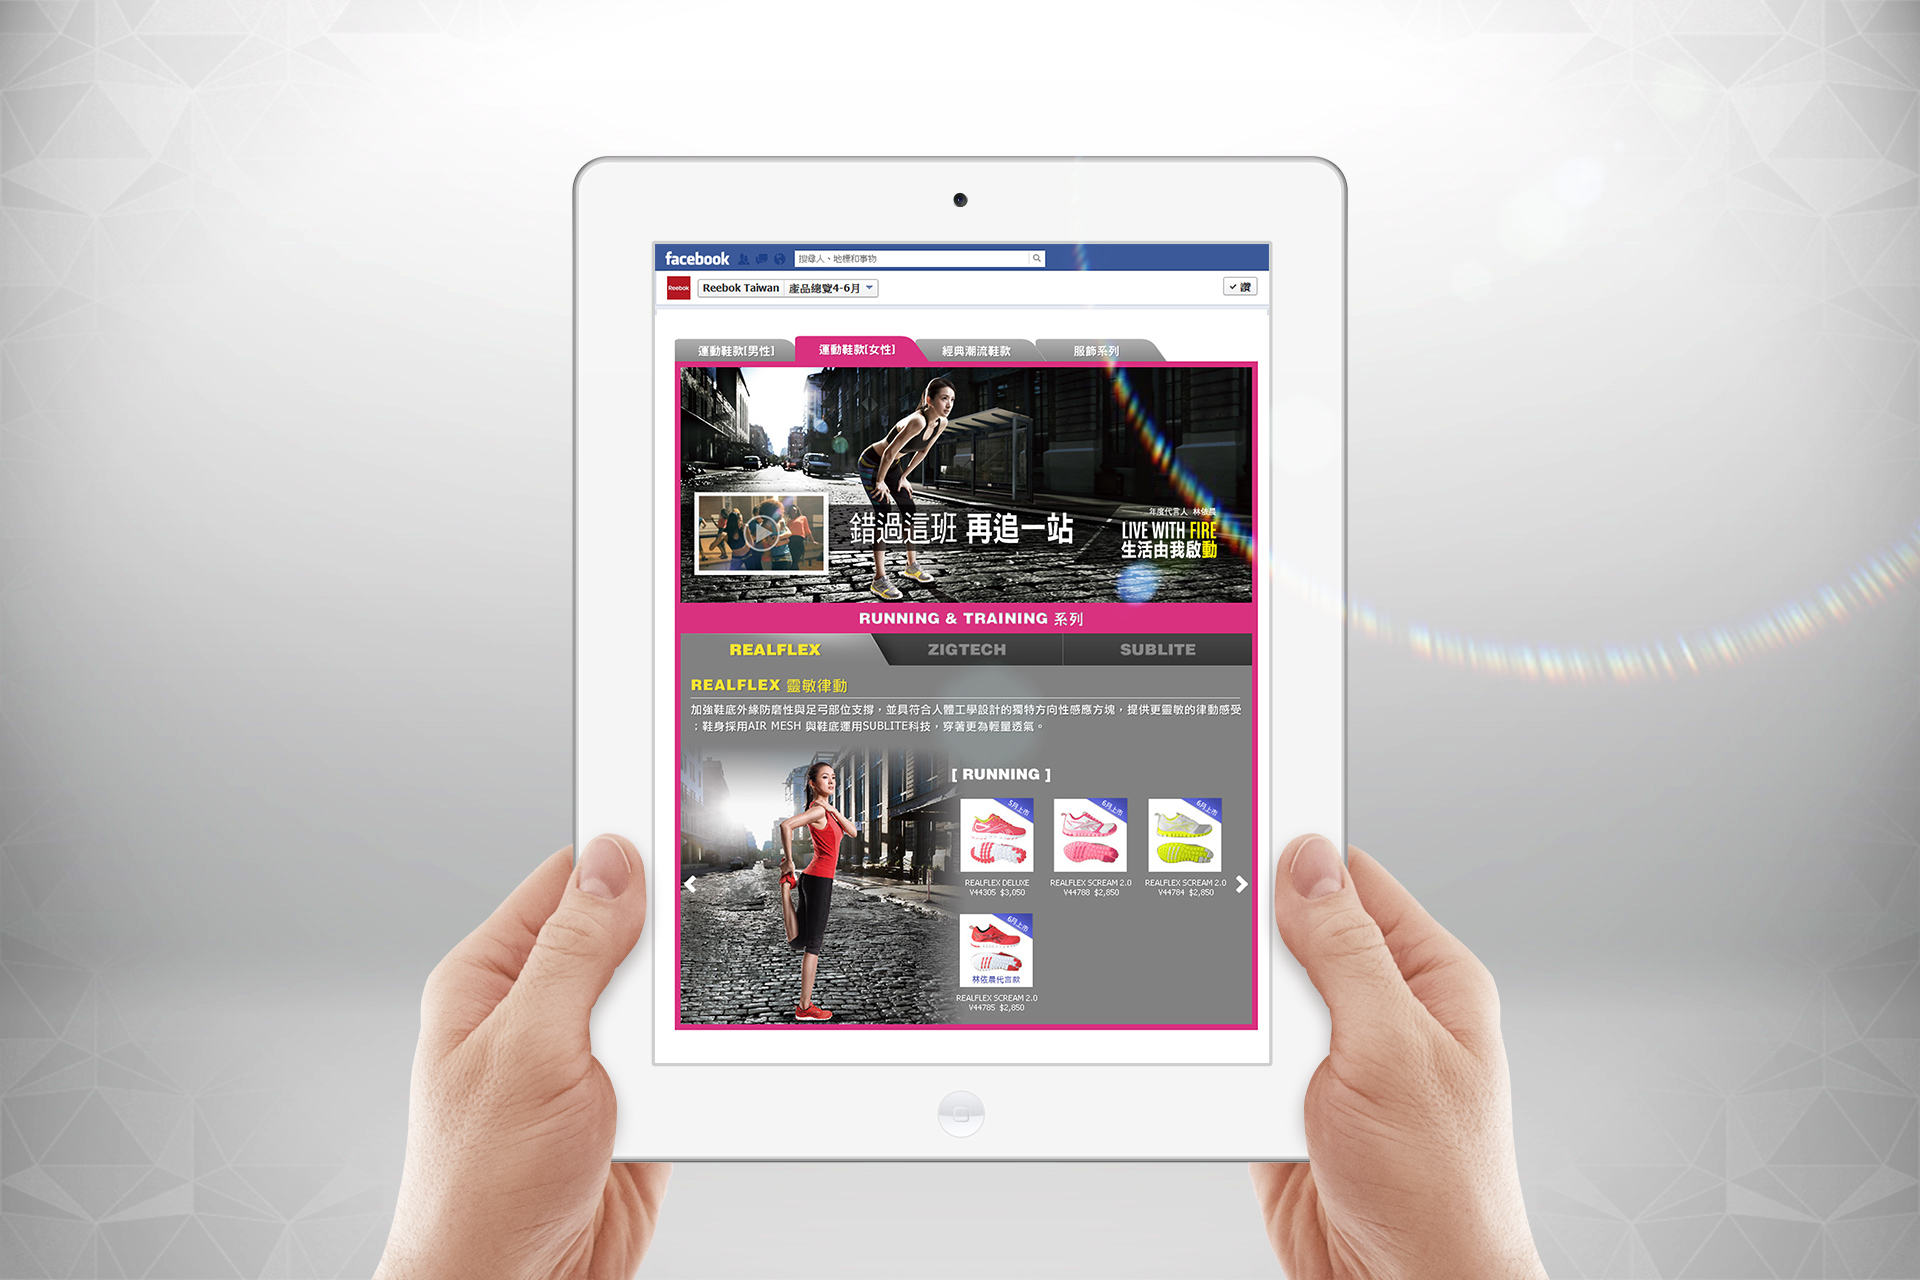 facebook
搜尋人、地標和事物
Reebok
Reebok Taiwan 產品總覽4-6月
讚
運動鞋款[男性]
運動鞋款[女性]
經典潮流鞋款
服飾系列
年度代言人 林依晨
錯過這班 再追一站
LIVE WITH FIRE
生活由我啟動
RUNNING & TRAINING 系列
REALFLEX
ZIGTECH
SUBLITE
REALFLEX 靈敏律動
加強鞋底外緣防磨性與足弓部位支撐，並具符合人體工學設計的獨特方向性感應方塊，提供更靈敏的律動感受
；鞋身採用AIR MESH 與鞋底運用SUBLITE科技，穿著更為輕量透氣。
[ RUNNING ]
5月上市
6月上市
6月上市
REALFLEX DELUXE
V44305 $3,050
REALFLEX SCREAM 2.0
V44788 $2,850
REALFLEX SCREAM 2.0
V44784 $2,850
6月上市
林依晨代言款
REALFLEX SCREAM 2.0
V44785 $2,850